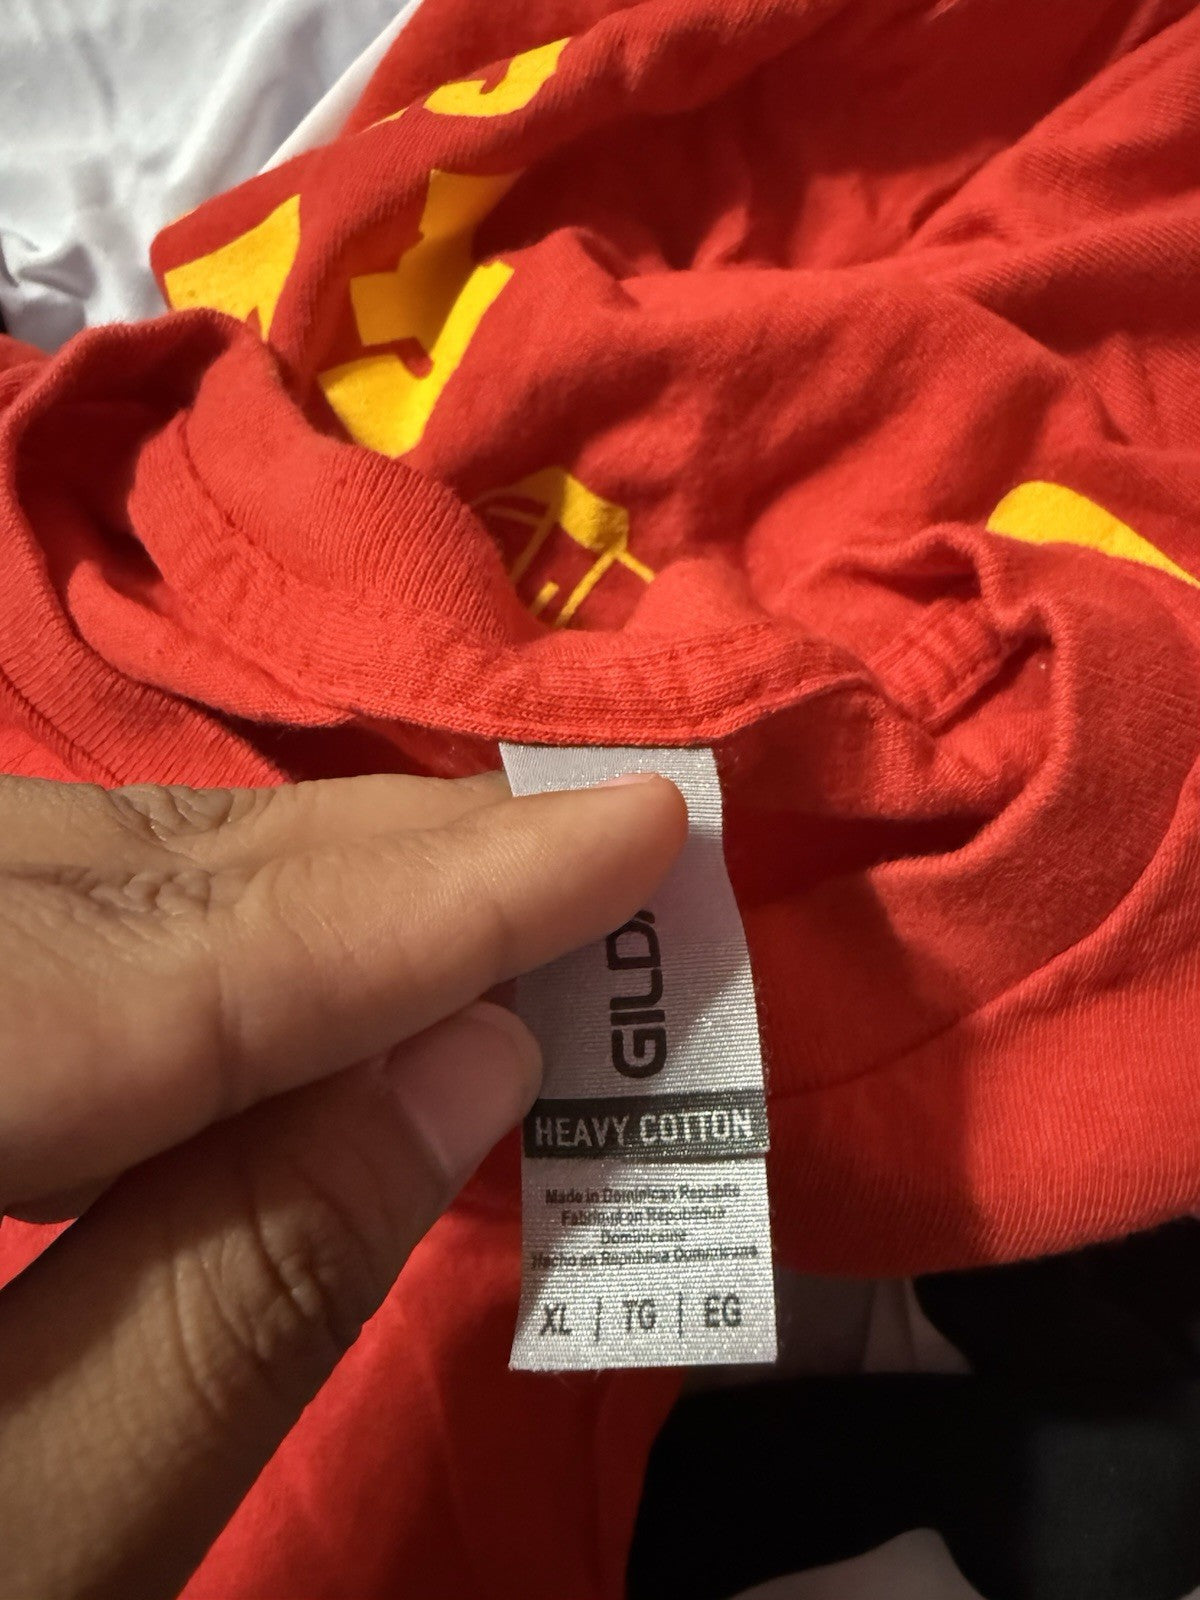 GILD
HEAVY COTTON
Made in Dominican Republic
Fabriqué en République
Dominicaine
Hecho en República Dominicana
XL | TG | EG